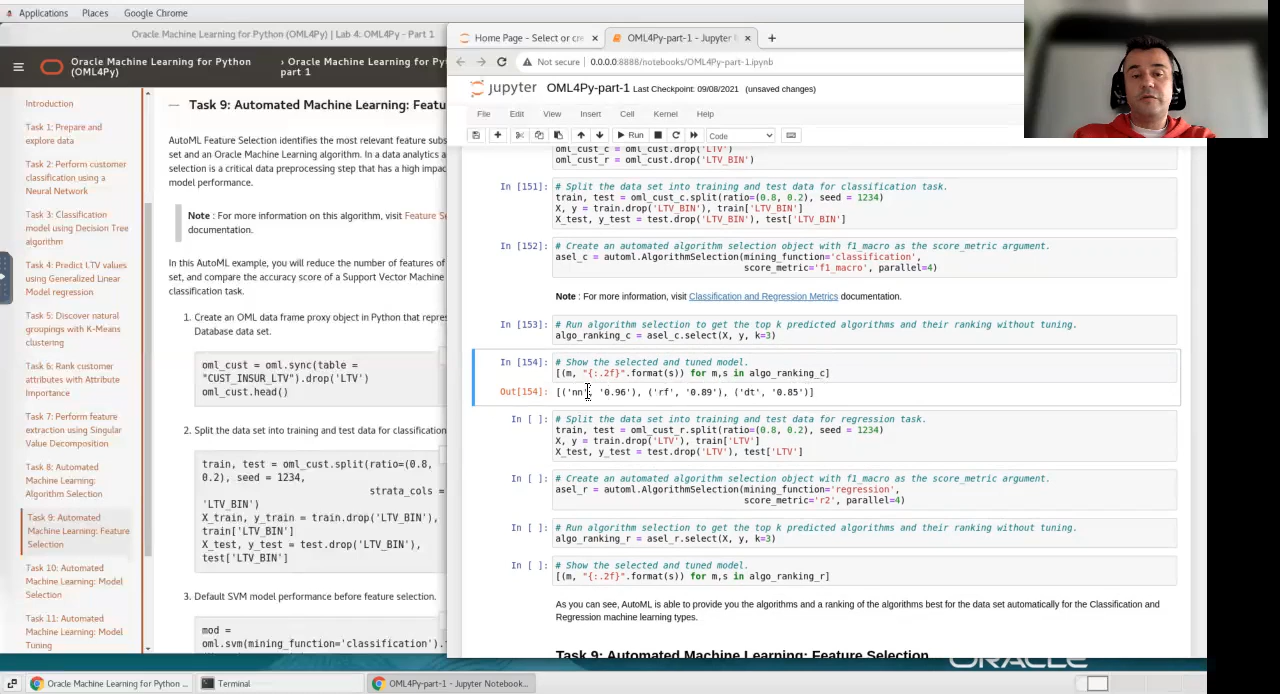 Applications Places Google Chrome
Oracle Machine Learning for Python (OML4Py) | Lab 4: OML4Py - Part 1
Oracle Machine Learning for Python
(OML4Py)
› Oracle Machine Learning for Py
part 1
Introduction
Task 1: Prepare and
explore data
Task 2: Perform customer
classification using a
Neural Network
Task 3: Classification
model using Decision Tree
algorithm
Task 4: Predict LTV values
using Generalized Linear
Model regression
Task 5: Discover natural
groupings with K-Means
clustering
Task 6: Rank customer
attributes with Attribute
Importance
Task 7: Perform feature
extraction using Singular
Value Decomposition
Task 8: Automated
Machine Learning:
Algorithm Selection
Task 9: Automated
Machine Learning: Feature
Selection
Task 10: Automated
Machine Learning: Model
Selection
Task 11: Automated
Machine Learning: Model
Tuning
— Task 9: Automated Machine Learning: Featu
AutoML Feature Selection identifies the most relevant feature subs
set and an Oracle Machine Learning algorithm. In a data analytics a
selection is a critical data preprocessing step that has a high impac
model performance.
Note : For more information on this algorithm, visit Feature Se
documentation.
In this AutoML example, you will reduce the number of features of
set, and compare the accuracy score of a Support Vector Machine
classification task.
1. Create an OML data frame proxy object in Python that repres
Database data set.
oml_cust = oml.sync(table =
"CUST_INSUR_LTV").drop('LTV')
oml_cust.head()
2. Split the data set into training and test data for classification
train, test = oml_cust.split(ratio=(0.8,
0.2), seed = 1234,
strata_cols =
'LTV_BIN')
X_train, y_train = train.drop('LTV_BIN'),
train['LTV_BIN']
X_test, y_test = test.drop('LTV_BIN'),
test['LTV_BIN']
3. Default SVM model performance before feature selection.
mod =
oml.svm(mining_function='classification').
Home Page - Select or cre
OML4Py-part-1 - Jupyter N
Not secure | 0.0.0.0:8888/notebooks/OML4Py-part-1.ipynb
jupyter OML4Py-part-1 Last Checkpoint: 09/08/2021 (unsaved changes)
File Edit View Insert Cell Kernel Help
Run Code
oml_cust_c = oml_cust.drop('LTV')
oml_cust_r = oml_cust.drop('LTV_BIN')
In [151]: # Split the data set into training and test data for classification task.
train, test = oml_cust_c.split(ratio=(0.8, 0.2), seed = 1234)
X, y = train.drop('LTV_BIN'), train['LTV_BIN']
X_test, y_test = test.drop('LTV_BIN'), test['LTV_BIN']
In [152]: # Create an automated algorithm selection object with f1_macro as the score_metric argument.
asel_c = automl.AlgorithmSelection(mining_function='classification',
score_metric='f1_macro', parallel=4)
Note : For more information, visit Classification and Regression Metrics documentation.
In [153]: # Run algorithm selection to get the top k predicted algorithms and their ranking without tuning.
algo_ranking_c = asel_c.select(X, y, k=3)
In [154]: # Show the selected and tuned model.
[(m, "{:.2f}".format(s)) for m,s in algo_ranking_c]
Out[154]: [('nn', '0.96'), ('rf', '0.89'), ('dt', '0.85')]
In [ ]: # Split the data set into training and test data for regression task.
train, test = oml_cust_r.split(ratio=(0.8, 0.2), seed = 1234)
X, y = train.drop('LTV'), train['LTV']
X_test, y_test = test.drop('LTV'), test['LTV']
In [ ]: # Create an automated algorithm selection object with f1_macro as the score_metric argument.
asel_r = automl.AlgorithmSelection(mining_function='regression',
score_metric='r2', parallel=4)
In [ ]: # Run algorithm selection to get the top k predicted algorithms and their ranking without tuning.
algo_ranking_r = asel_r.select(X, y, k=3)
In [ ]: # Show the selected and tuned model.
[(m, "{:.2f}".format(s)) for m,s in algo_ranking_r]
As you can see, AutoML is able to provide you the algorithms and a ranking of the algorithms best for the data set automatically for the Classification and
Regression machine learning types.
Task 9: Automated Machine Learning: Feature Selection
ORACLE
Oracle Machine Learning for Python ... Terminal OML4Py-part-1 - Jupyter Notebook...